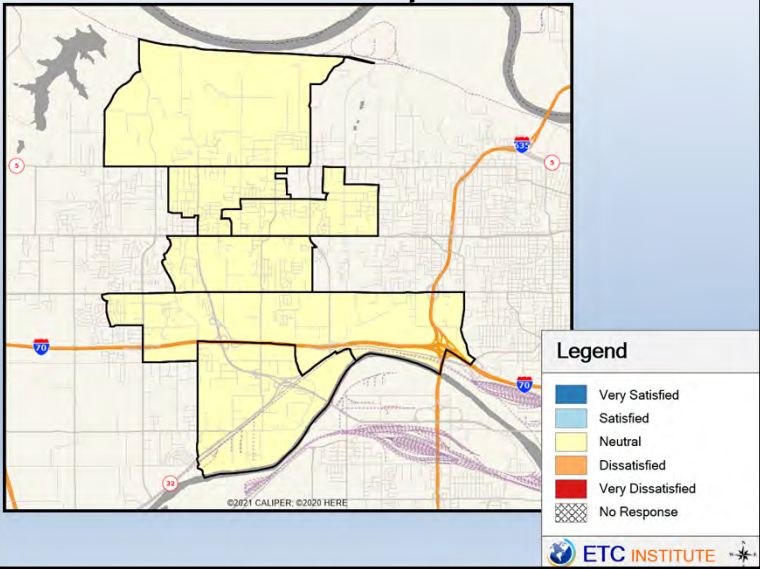 635
5
5
70
Legend
70
Very Satisfied
Satisfied
Neutral
Dissatisfied
Very Dissatisfied
32
No Response
©2021 CALIPER; ©2020 HERE
N
ETC INSTITUTE